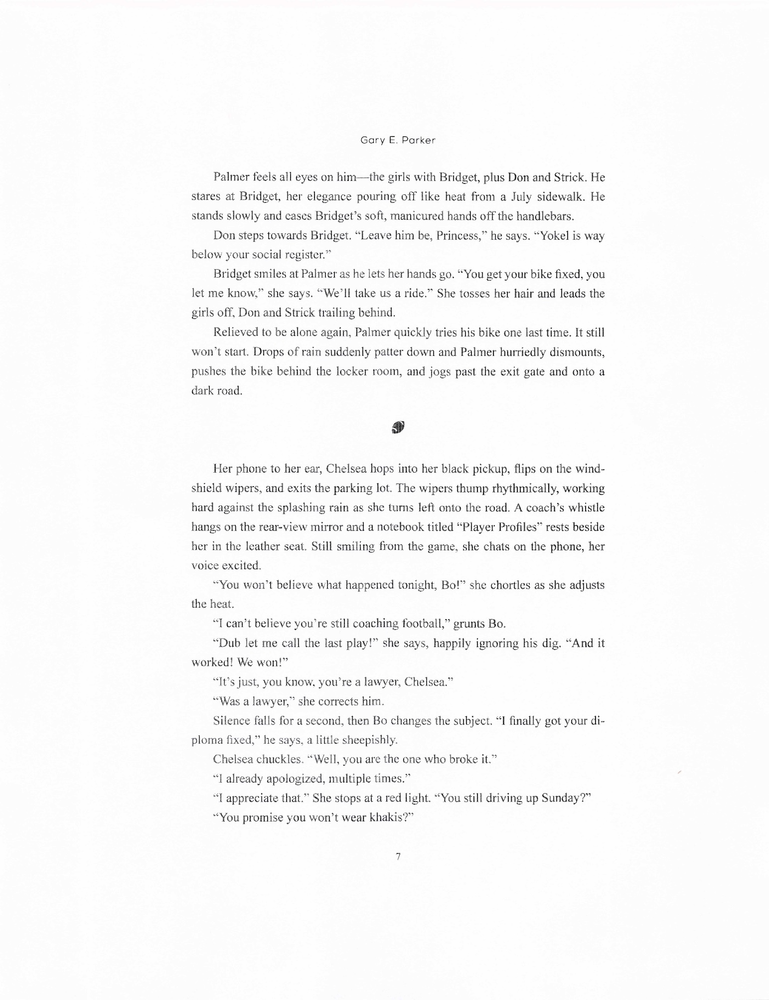 Gary E. Parker
Palmer feels all eyes on him—the girls with Bridget, plus Don and Strick. He
stares at Bridget, her elegance pouring off like heat from a July sidewalk. He
stands slowly and eases Bridget’s soft, manicured hands off the handlebars.
Don steps towards Bridget. “Leave him be, Princess,” he says. “Yokel is way
below your social register.”
Bridget smiles at Palmer as he lets her hands go. “You get your bike fixed, you
let me know,” she says. “We’ll take us a ride.” She tosses her hair and leads the
girls off, Don and Strick trailing behind.
Relieved to be alone again, Palmer quickly tries his bike one last time. It still
won’t start. Drops of rain suddenly patter down and Palmer hurriedly dismounts,
pushes the bike behind the locker room, and jogs past the exit gate and onto a
dark road.
Her phone to her ear, Chelsea hops into her black pickup, flips on the wind-
shield wipers, and exits the parking lot. The wipers thump rhythmically, working
hard against the splashing rain as she turns left onto the road. A coach’s whistle
hangs on the rear-view mirror and a notebook titled “Player Profiles” rests beside
her in the leather seat. Still smiling from the game, she chats on the phone, her
voice excited.
“You won’t believe what happened tonight, Bo!” she chortles as she adjusts
the heat.
“I can’t believe you’re still coaching football,” grunts Bo.
“Dub let me call the last play!” she says, happily ignoring his dig. “And it
worked! We won!”
“It’s just, you know, you’re a lawyer, Chelsea.”
“Was a lawyer,” she corrects him.
Silence falls for a second, then Bo changes the subject. “I finally got your di-
ploma fixed,” he says, a little sheepishly.
Chelsea chuckles. “Well, you are the one who broke it.”
“I already apologized, multiple times.”
“I appreciate that.” She stops at a red light. “You still driving up Sunday?”
“You promise you won’t wear khakis?”
7